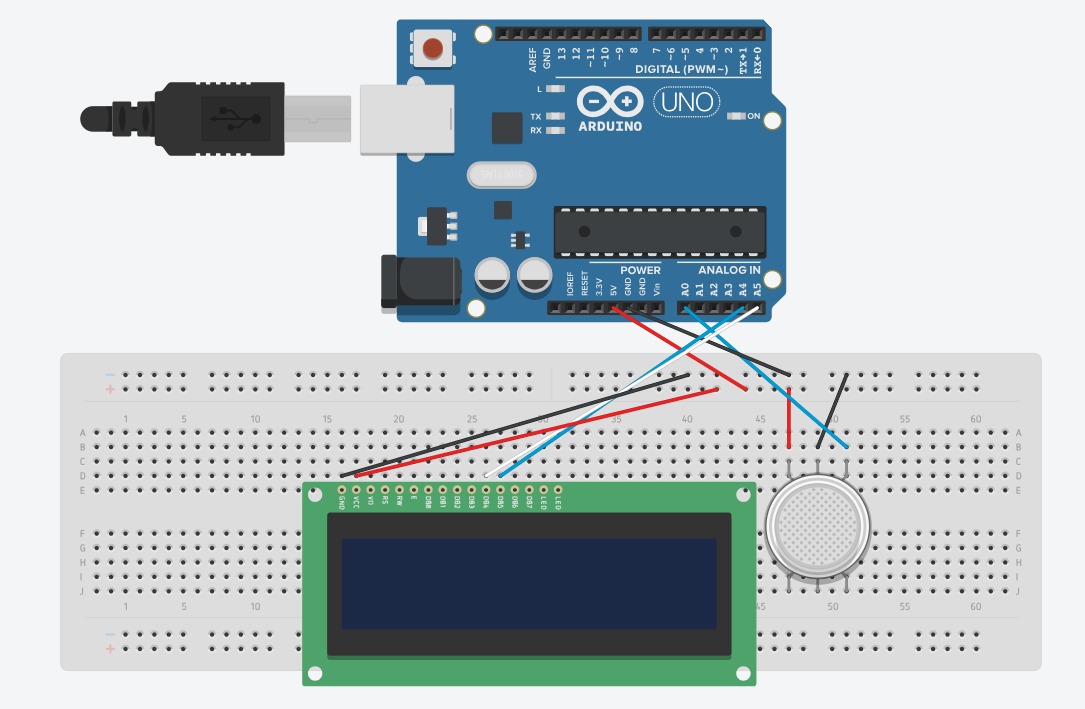 AREF GND 13 12 ~11 ~10 ~9 8 7 ~6 ~5 4 ~3 2 TX→1 RX←0
DIGITAL (PWM~)
L
TX
RX
ARDUINO
UNO
ON
POWER
ANALOG IN
IOREF RESET 3.3V 5V GND GND Vin A0 A1 A2 A3 A4 A5
−
+
1 5 10 15 20 25 30 35 40 45 50 55 60
A A
B B
C C
D D
E E
GND VCC VO RS RW E DB0 DB1 DB2 DB3 DB4 DB5 DB6 DB7 LED LED
F F
G G
H H
I I
J J
1 5 10 45 50 55 60
−
+